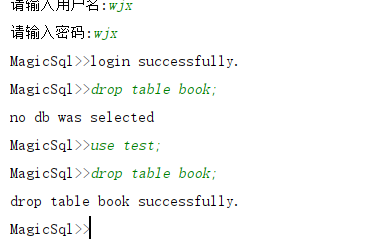 请输入用户名:wjx
请输入密码:wjx
MagicSql>>login successfully.
MagicSql>>drop table book;
no db was selected
MagicSql>>use test;
MagicSql>>drop table book;
drop table book successfully.
MagicSql>>